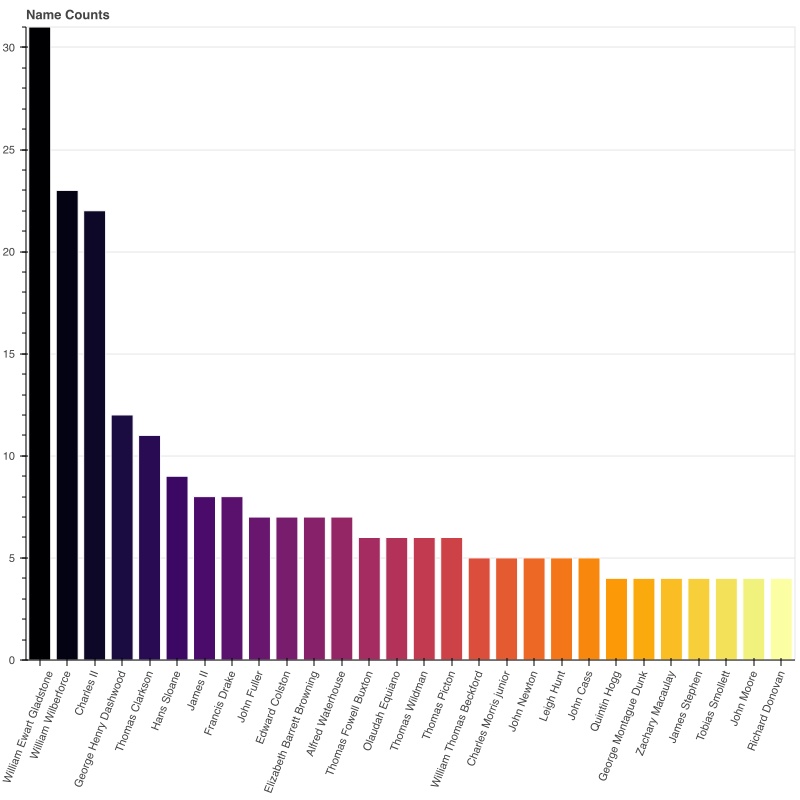 Name Counts
30
25
20
15
10
5
0
William Ewart Gladstone
William Wilberforce
Charles II
George Henry Dashwood
Thomas Clarkson
Hans Sloane
James II
Francis Drake
John Fuller
Edward Colston
Elizabeth Barrett Browning
Alfred Waterhouse
Thomas Fowell Buxton
Olaudah Equiano
Thomas Wildman
Thomas Picton
William Thomas Beckford
Charles Morris junior
John Newton
Leigh Hunt
John Cass
Quintin Hogg
George Montague Dunk
Zachary Macaulay
James Stephen
Tobias Smollett
John Moore
Richard Donovan